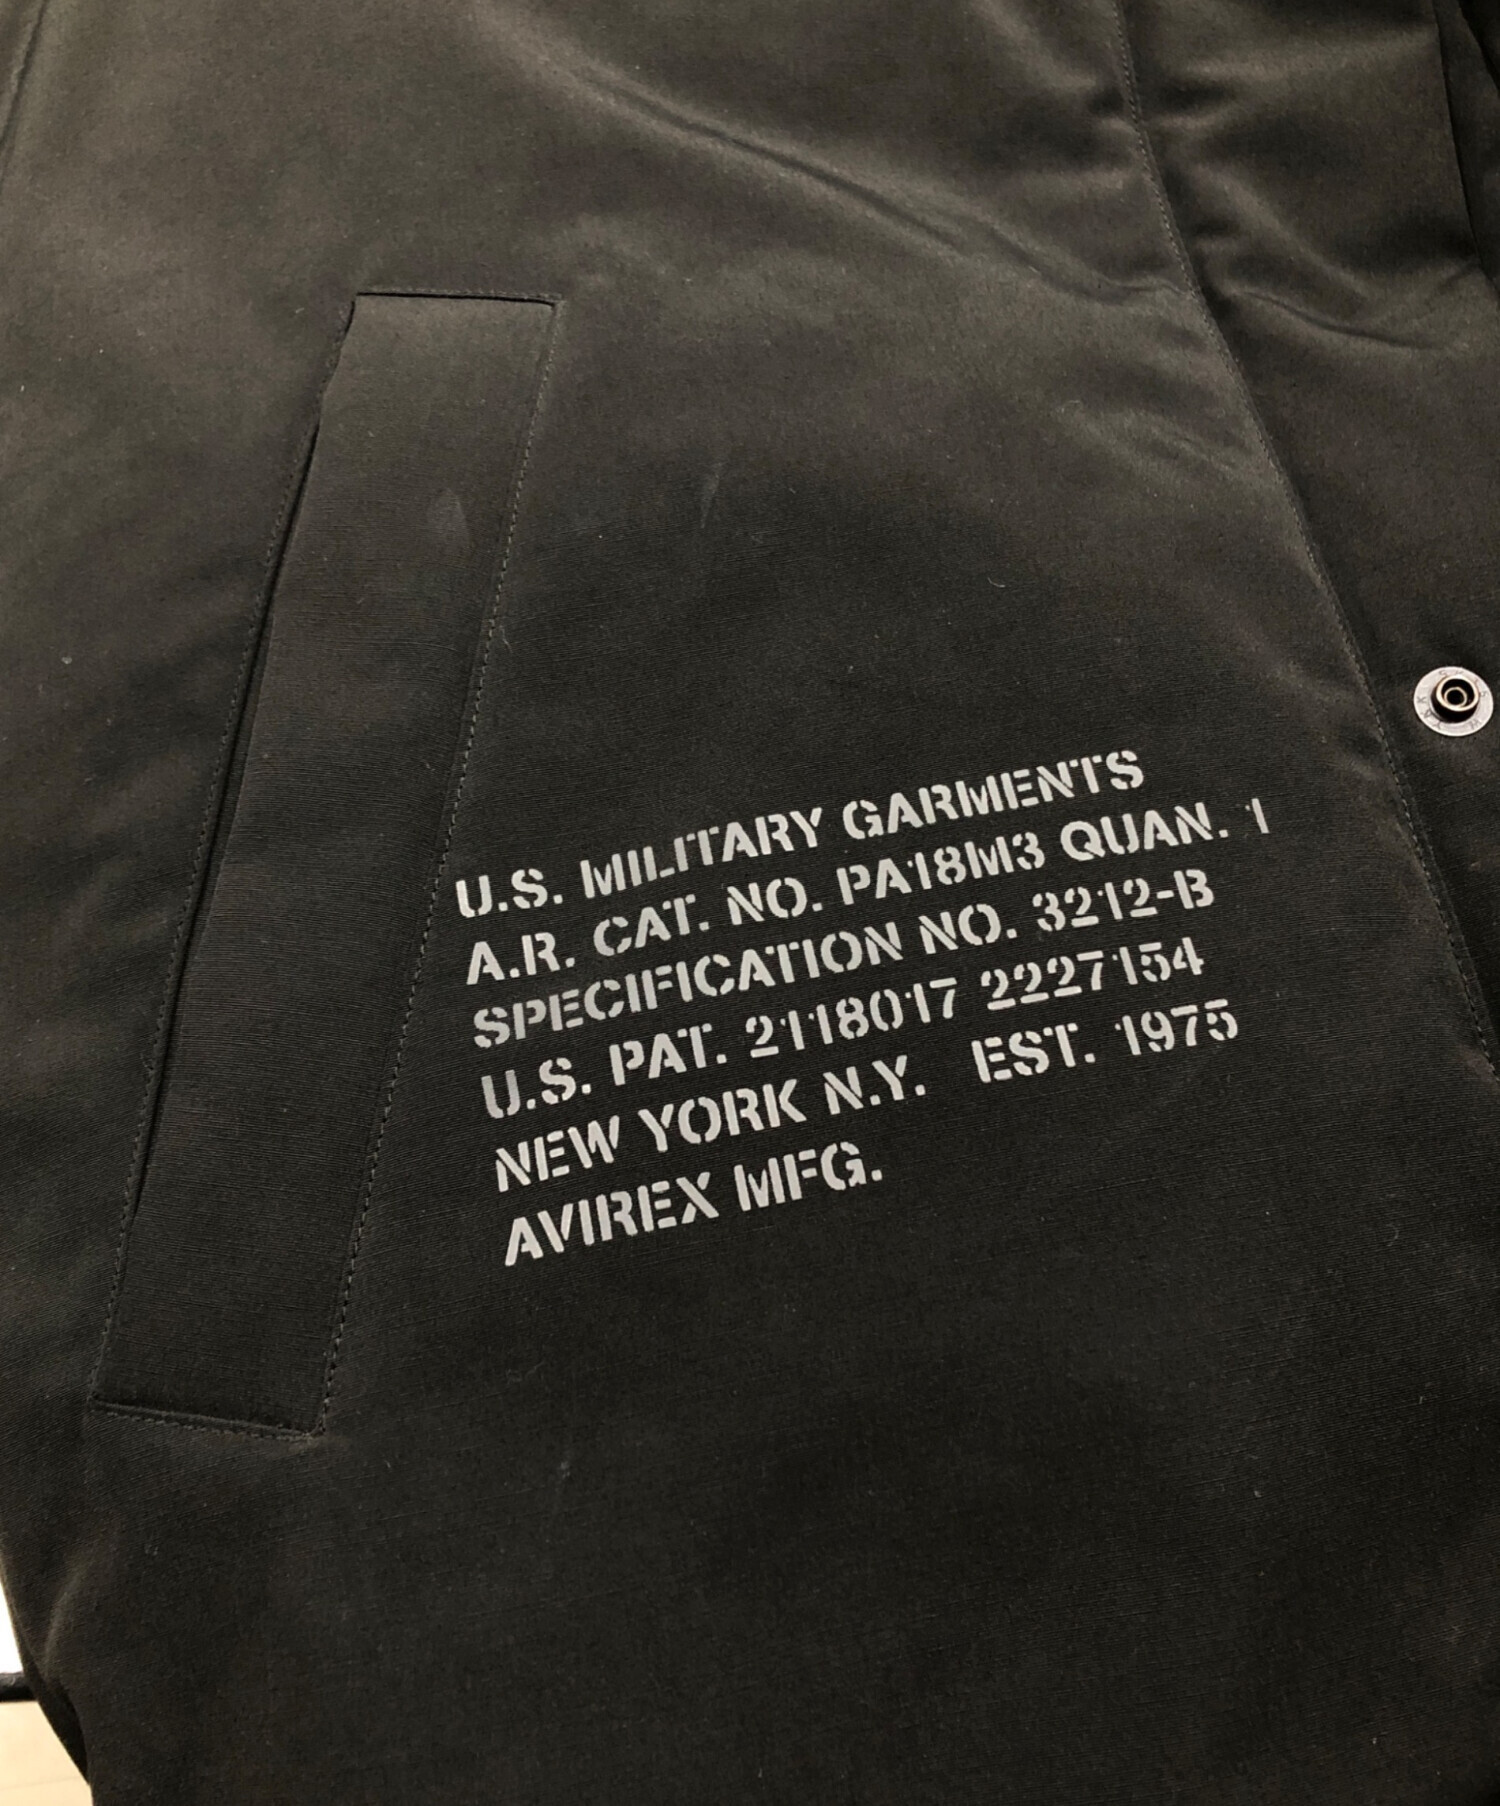 U.S. MILITARY GARMENTS
A.R. CAT. NO. PA18M3 QUAN. 1
SPECIFICATION NO. 3212-B
U.S. PAT. 2118017 2227154
NEW YORK N.Y. EST. 1975
AVIREX MFG.